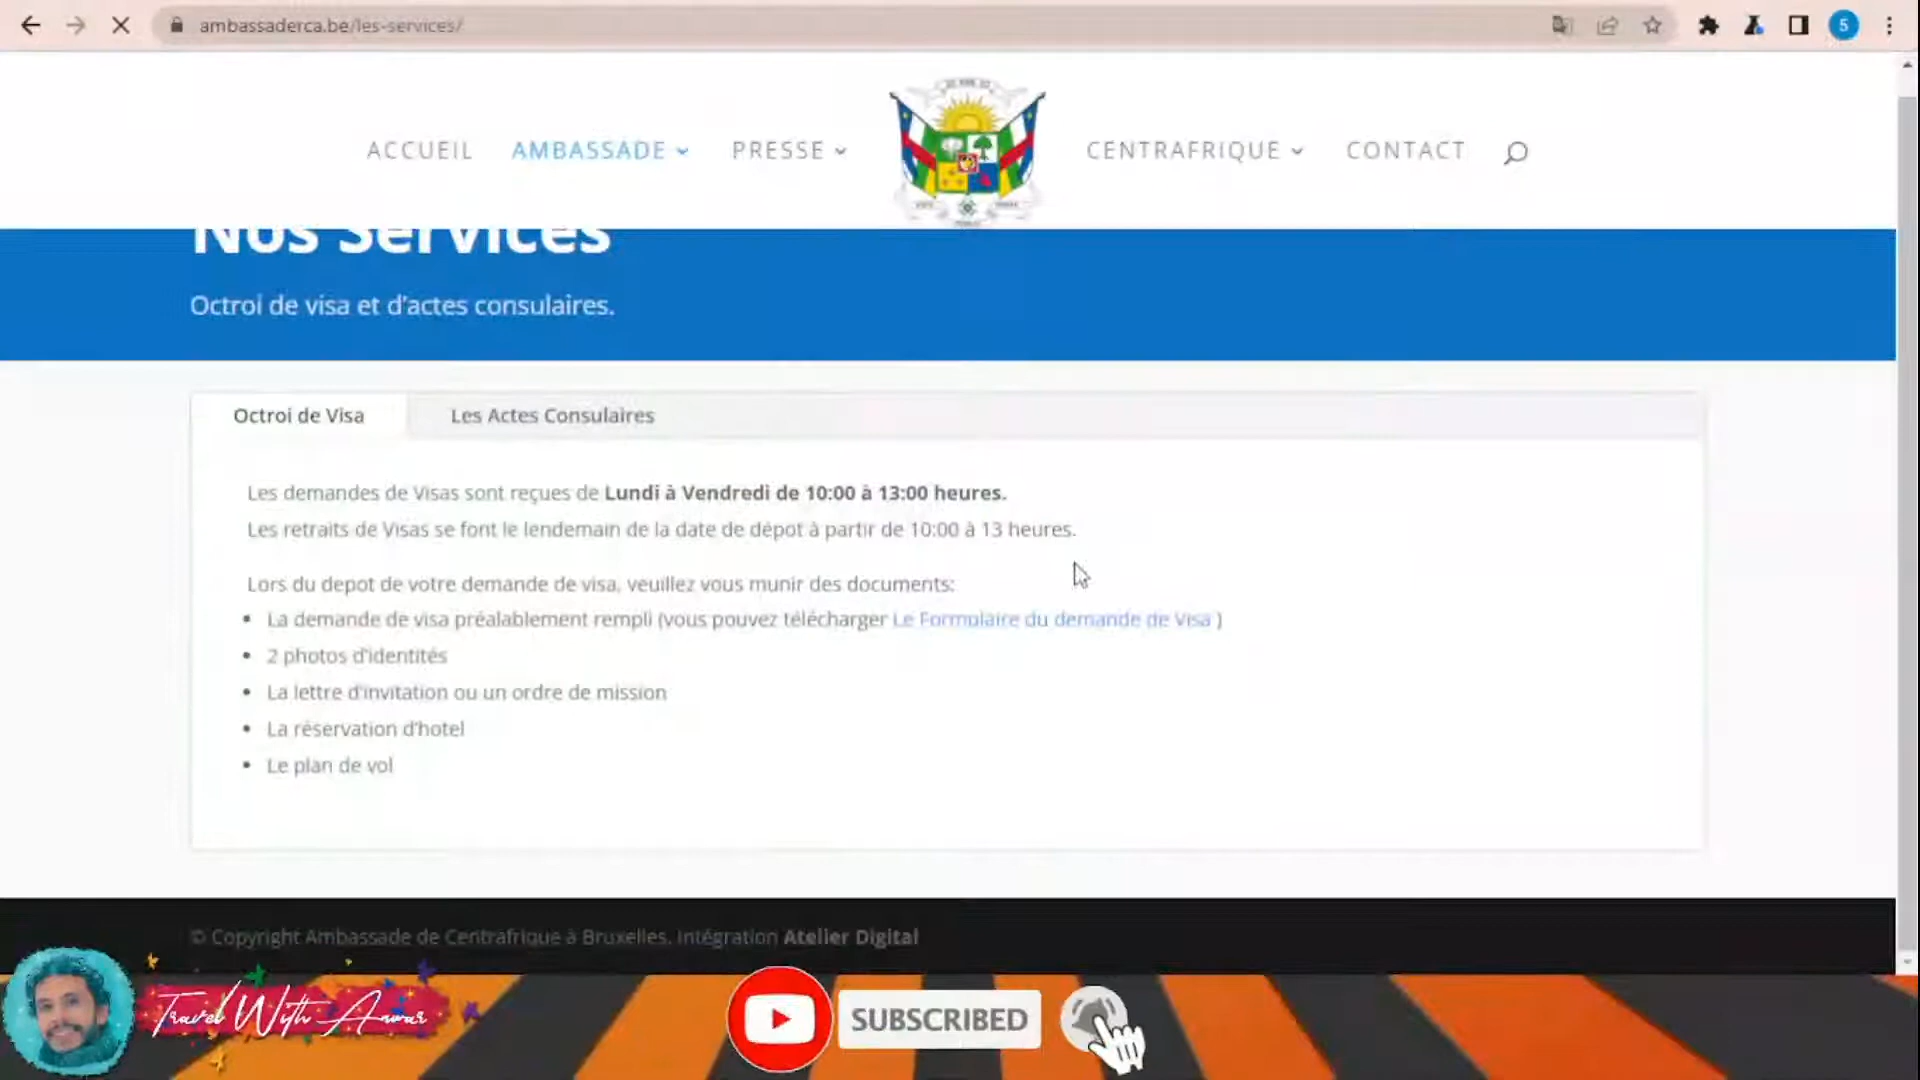 ambassaderca.be/les-services/
5
ACCUEIL
AMBASSADE
PRESSE
CENTRAFRIQUE
CONTACT
Nos Services
Octroi de visa et d'actes consulaires.
Octroi de Visa
Les Actes Consulaires
Les demandes de Visas sont reçues de Lundi à Vendredi de 10:00 à 13:00 heures.
Les retraits de Visas se font le lendemain de la date de dépot à partir de 10:00 à 13 heures.
Lors du depot de votre demande de visa, veuillez vous munir des documents:
• La demande de visa préalablement rempli (vous pouvez télécharger Le Formulaire du demande de Visa )
• 2 photos d'identités
• La lettre d'invitation ou un ordre de mission
• La réservation d'hotel
• Le plan de vol
© Copyright Ambassade de Centrafrique à Bruxelles. Intégration Atelier Digital
Travel With Anwar
SUBSCRIBED